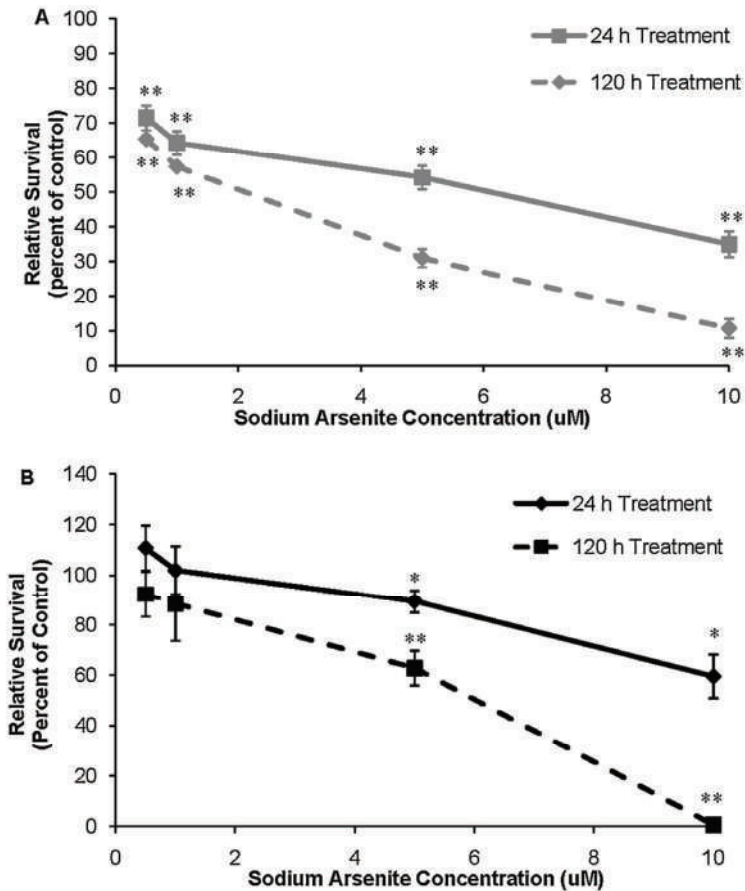 A
100
90
80
70
60
50
40
30
20
10
0
Relative Survival
(percent of control)
24 h Treatment
120 h Treatment
** ** ** **
** ** ** **
0 2 4 6 8 10
Sodium Arsenite Concentration (uM)
B
140
120
100
80
60
40
20
0
Relative Survival
(Percent of Control)
24 h Treatment
120 h Treatment
* *
** **
0 2 4 6 8 10
Sodium Arsenite Concentration (uM)